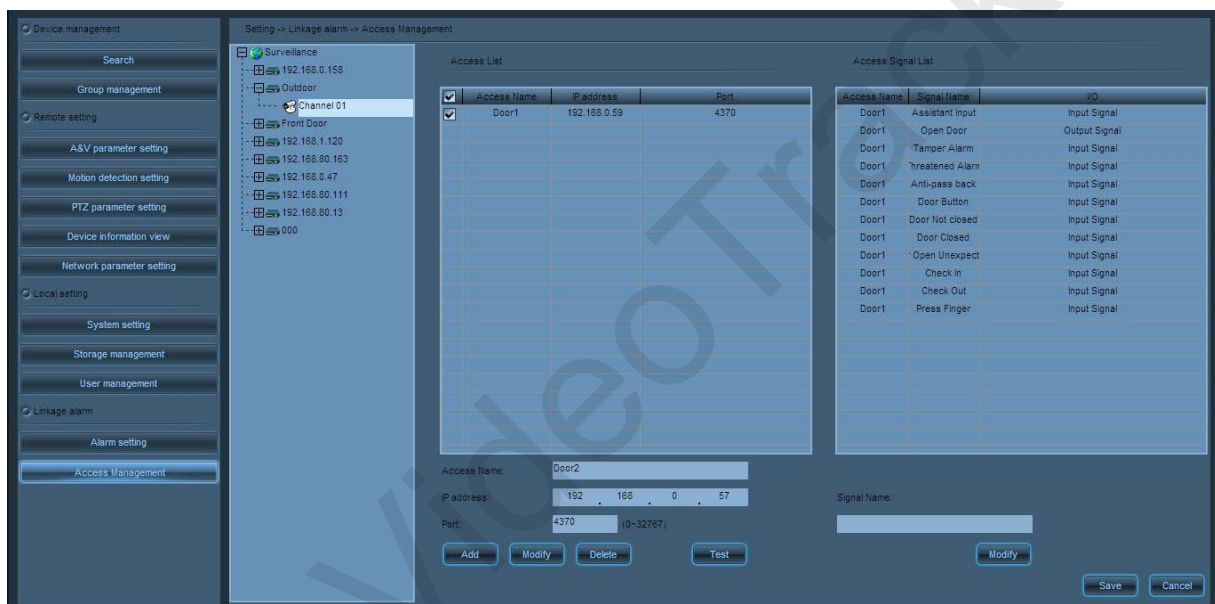 Device management
Search
Group management
Remote setting
A&V parameter setting
Motion detection setting
PTZ parameter setting
Device information view
Network parameter setting
Local setting
System setting
Storage management
User management
Linkage alarm
Alarm setting
Access Management
Setting -> Linkage alarm -> Access Management
Surveillance
192.168.0.158
Outdoor
Channel 01
Front Door
192.168.1.120
192.168.80.163
192.168.0.47
192.168.80.111
192.168.80.13
000
Access List
Access Name IP address Port
Door1 192.168.0.59 4370
Access Name: Door2
IP address: 192 . 168 . 0 . 57
Port: 4370 (0~32767)
Add Modify Delete Test
Access Signal List
Access Name Signal Name I/O
Door1 Assistant Input Input Signal
Door1 Open Door Output Signal
Door1 Tamper Alarm Input Signal
Door1 hreatened Alarn Input Signal
Door1 Anti-pass back Input Signal
Door1 Door Button Input Signal
Door1 Door Not closed Input Signal
Door1 Door Closed Input Signal
Door1 Open Unexpect Input Signal
Door1 Check In Input Signal
Door1 Check Out Input Signal
Door1 Press Finger Input Signal
Signal Name:
Modify
Save Cancel
VideoTrack